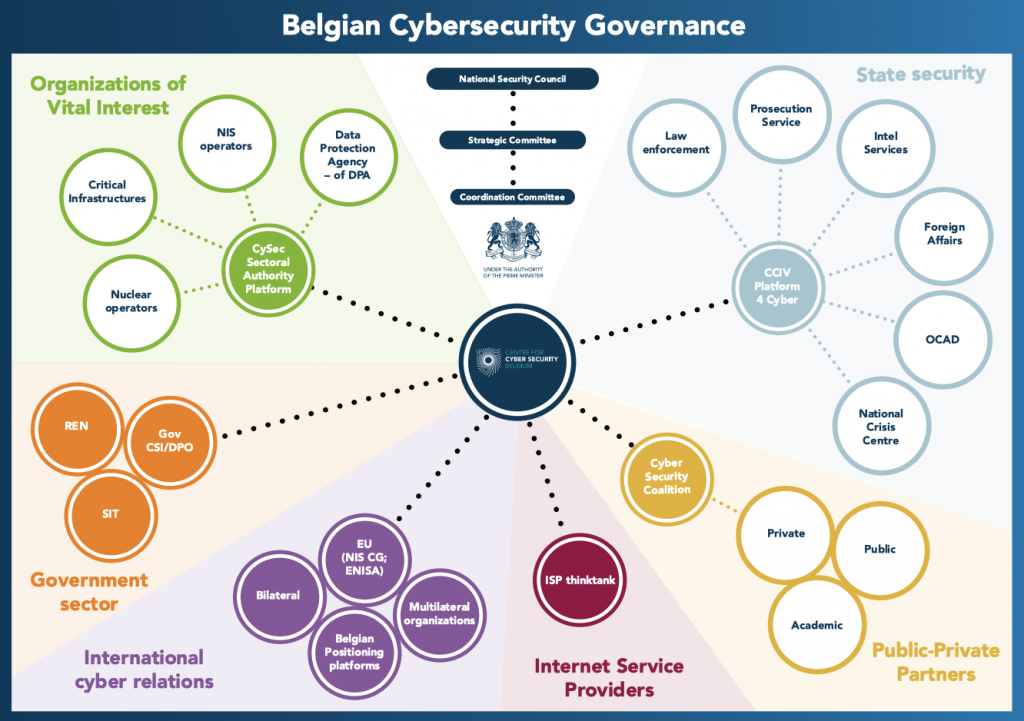 Belgian Cybersecurity Governance
Organizations of
Vital Interest
NIS
operators
Data
Protection
Agency
– of DPA
Critical
Infrastructures
Nuclear
operators
CySec
Sectoral
Authority
Platform
National Security Council
Strategic Committee
Coordination Committee
UNDER THE AUTHORITY
OF THE PRIME MINISTER
CENTRE FOR
CYBER SECURITY
BELGIUM
State security
Law
enforcement
Prosecution
Service
Intel
Services
Foreign
Affairs
OCAD
National
Crisis
Centre
CCIV
Platform
4 Cyber
REN
Gov
CSI/DPO
SIT
Government
sector
EU
(NIS CG;
ENISA)
Bilateral
Multilateral
organizations
Belgian
Positioning
platforms
International
cyber relations
ISP thinktank
Internet Service
Providers
Cyber
Security
Coalition
Private
Public
Academic
Public-Private
Partners